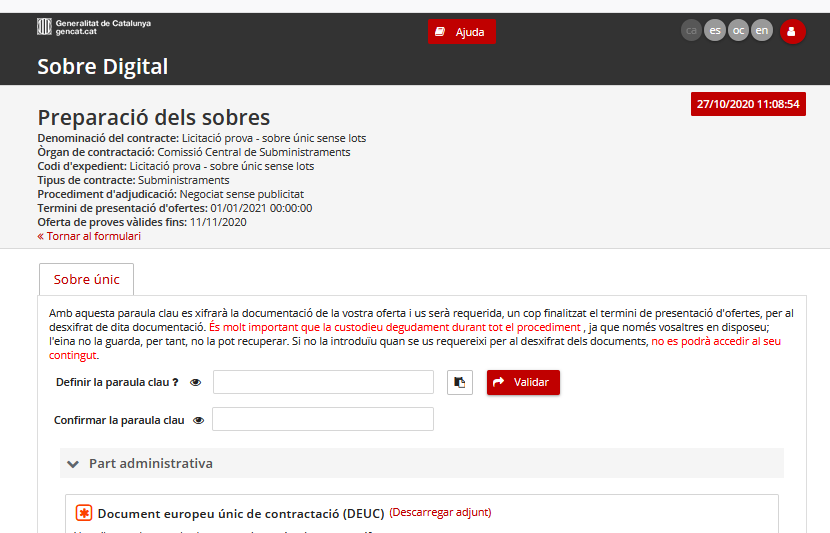 Generalitat de Catalunya
gencat.cat
Ajuda
ca es oc en
Sobre Digital
27/10/2020 11:08:54
Preparació dels sobres
Denominació del contracte: Licitació prova - sobre únic sense lots
Òrgan de contractació: Comissió Central de Subministraments
Codi d'expedient: Licitació prova - sobre únic sense lots
Tipus de contracte: Subministraments
Procediment d'adjudicació: Negociat sense publicitat
Termini de presentació d'ofertes: 01/01/2021 00:00:00
Oferta de proves vàlides fins: 11/11/2020
« Tornar al formulari
Sobre únic
Amb aquesta paraula clau es xifrarà la documentació de la vostra oferta i us serà requerida, un cop finalitzat el termini de presentació d'ofertes, per al
desxifrat de dita documentació. És molt important que la custodieu degudament durant tot el procediment , ja que només vosaltres en disposeu;
l'eina no la guarda, per tant, no la pot recuperar. Si no la introduïu quan se us requereixi per al desxifrat dels documents, no es podrà accedir al seu
contingut.
Definir la paraula clau ?
Validar
Confirmar la paraula clau
Part administrativa
Document europeu únic de contractació (DEUC) (Descarregar adjunt)